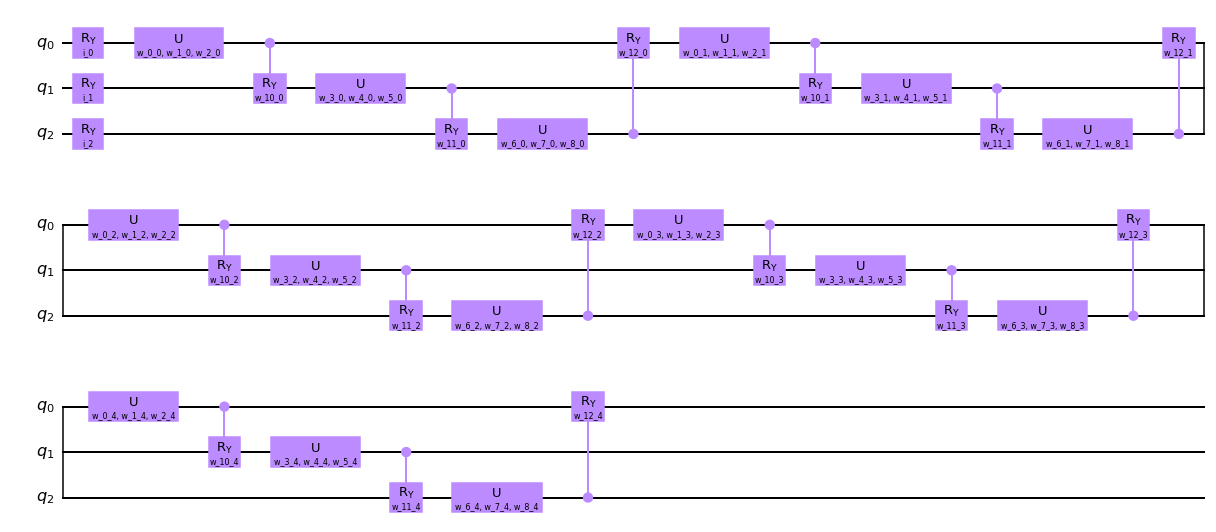 q0 RY i_0 U w_0_0, w_1_0, w_2_0 RY w_12_0 U w_0_1, w_1_1, w_2_1 RY w_12_1
q1 RY i_1 RY w_10_0 U w_3_0, w_4_0, w_5_0 RY w_10_1 U w_3_1, w_4_1, w_5_1
q2 RY i_2 RY w_11_0 U w_6_0, w_7_0, w_8_0 RY w_11_1 U w_6_1, w_7_1, w_8_1
q0 U w_0_2, w_1_2, w_2_2 RY w_12_2 U w_0_3, w_1_3, w_2_3 RY w_12_3
q1 RY w_10_2 U w_3_2, w_4_2, w_5_2 RY w_10_3 U w_3_3, w_4_3, w_5_3
q2 RY w_11_2 U w_6_2, w_7_2, w_8_2 RY w_11_3 U w_6_3, w_7_3, w_8_3
q0 U w_0_4, w_1_4, w_2_4 RY w_12_4
q1 RY w_10_4 U w_3_4, w_4_4, w_5_4
q2 RY w_11_4 U w_6_4, w_7_4, w_8_4